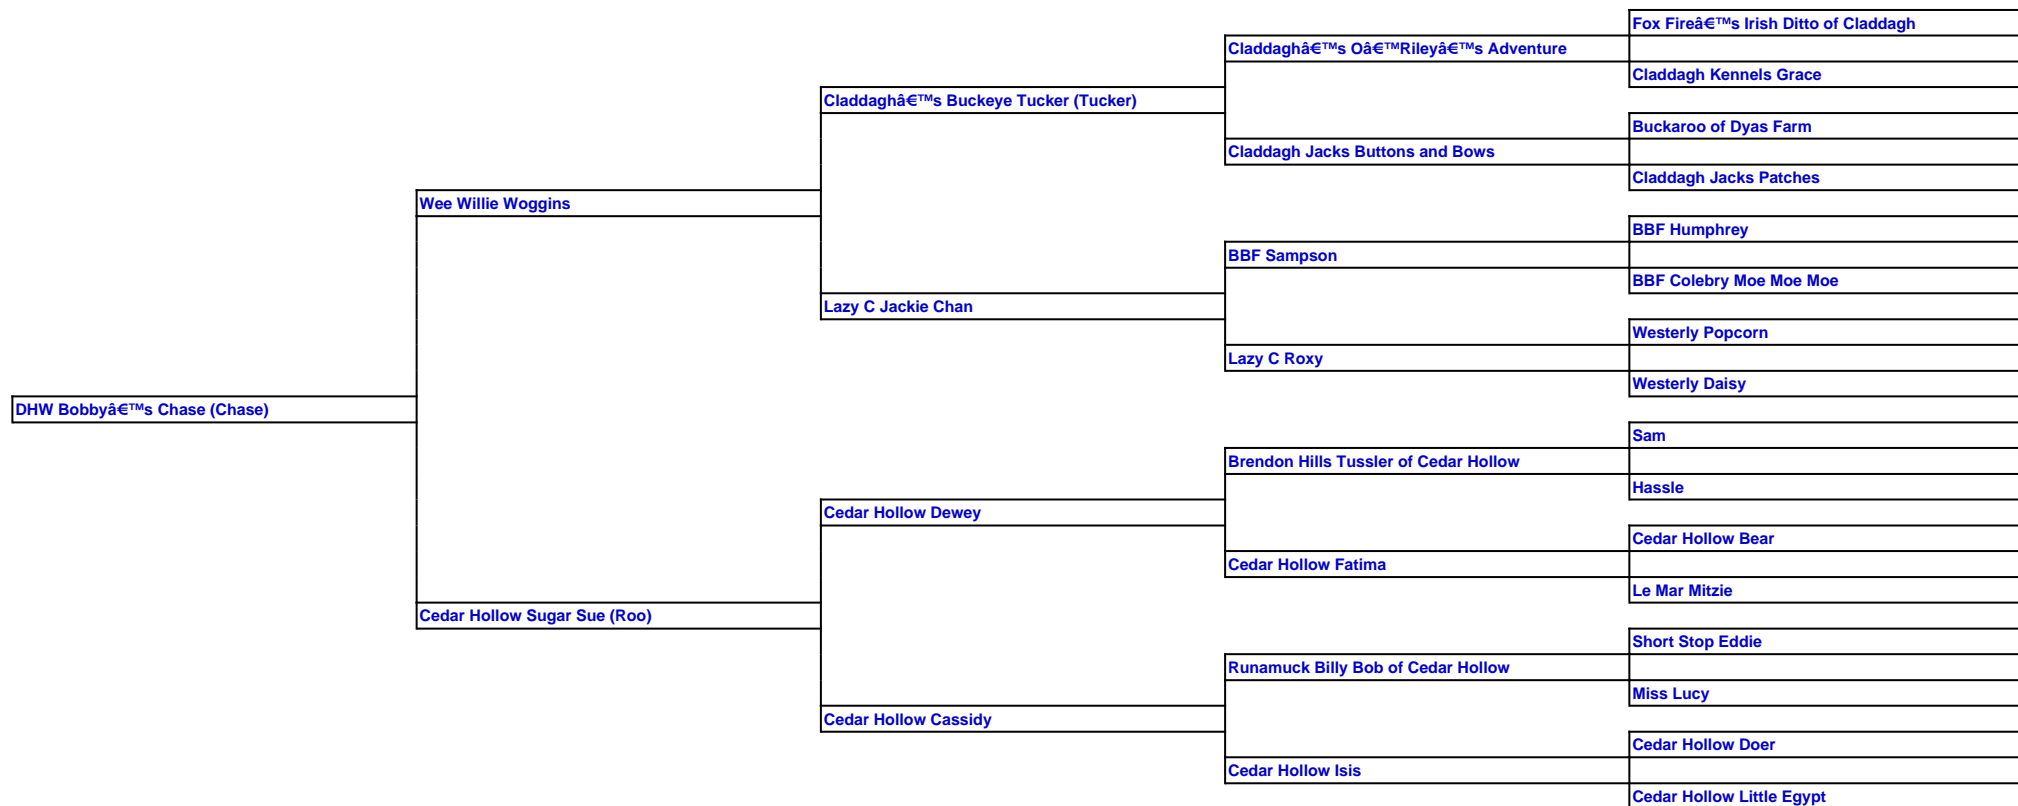 Fox Fireâ€™s Irish Ditto of Claddagh
Claddaghâ€™s Oâ€™Rileyâ€™s Adventure
Claddagh Kennels Grace
Claddaghâ€™s Buckeye Tucker (Tucker)
Buckaroo of Dyas Farm
Claddagh Jacks Buttons and Bows
Claddagh Jacks Patches
Wee Willie Woggins
BBF Humphrey
BBF Sampson
BBF Colebry Moe Moe Moe
Lazy C Jackie Chan
Westerly Popcorn
Lazy C Roxy
Westerly Daisy
DHW Bobbyâ€™s Chase (Chase)
Sam
Brendon Hills Tussler of Cedar Hollow
Hassle
Cedar Hollow Dewey
Cedar Hollow Bear
Cedar Hollow Fatima
Le Mar Mitzie
Cedar Hollow Sugar Sue (Roo)
Short Stop Eddie
Runamuck Billy Bob of Cedar Hollow
Miss Lucy
Cedar Hollow Cassidy
Cedar Hollow Doer
Cedar Hollow Isis
Cedar Hollow Little Egypt